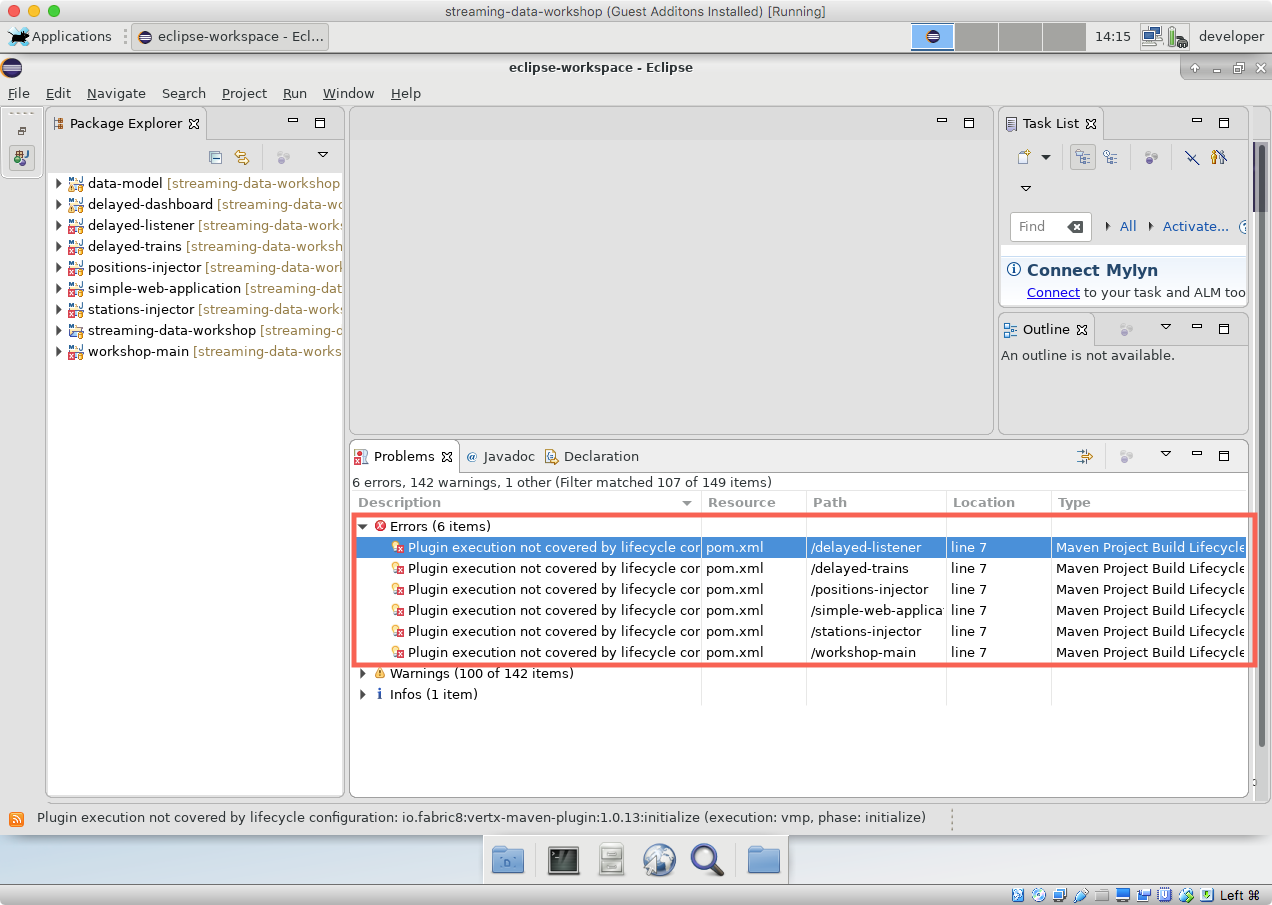 streaming-data-workshop (Guest Additons Installed) [Running]
Applications
eclipse-workspace - Ecl...
14:15
developer
eclipse-workspace - Eclipse
File Edit Navigate Search Project Run Window Help
Package Explorer
data-model [streaming-data-workshop
delayed-dashboard [streaming-data-wo
delayed-listener [streaming-data-works
delayed-trains [streaming-data-worksh
positions-injector [streaming-data-work
simple-web-application [streaming-dat
stations-injector [streaming-data-works
streaming-data-workshop [streaming-d
workshop-main [streaming-data-works
Task List
Find
All
Activate...
Connect Mylyn
Connect to your task and ALM too
Outline
An outline is not available.
Problems
@ Javadoc
Declaration
6 errors, 142 warnings, 1 other (Filter matched 107 of 149 items)
Description Resource Path Location Type
Errors (6 items)
Plugin execution not covered by lifecycle cor pom.xml /delayed-listener line 7 Maven Project Build Lifecycle
Plugin execution not covered by lifecycle cor pom.xml /delayed-trains line 7 Maven Project Build Lifecycle
Plugin execution not covered by lifecycle cor pom.xml /positions-injector line 7 Maven Project Build Lifecycle
Plugin execution not covered by lifecycle cor pom.xml /simple-web-applica line 7 Maven Project Build Lifecycle
Plugin execution not covered by lifecycle cor pom.xml /stations-injector line 7 Maven Project Build Lifecycle
Plugin execution not covered by lifecycle cor pom.xml /workshop-main line 7 Maven Project Build Lifecycle
Warnings (100 of 142 items)
Infos (1 item)
Plugin execution not covered by lifecycle configuration: io.fabric8:vertx-maven-plugin:1.0.13:initialize (execution: vmp, phase: initialize)
Left ⌘